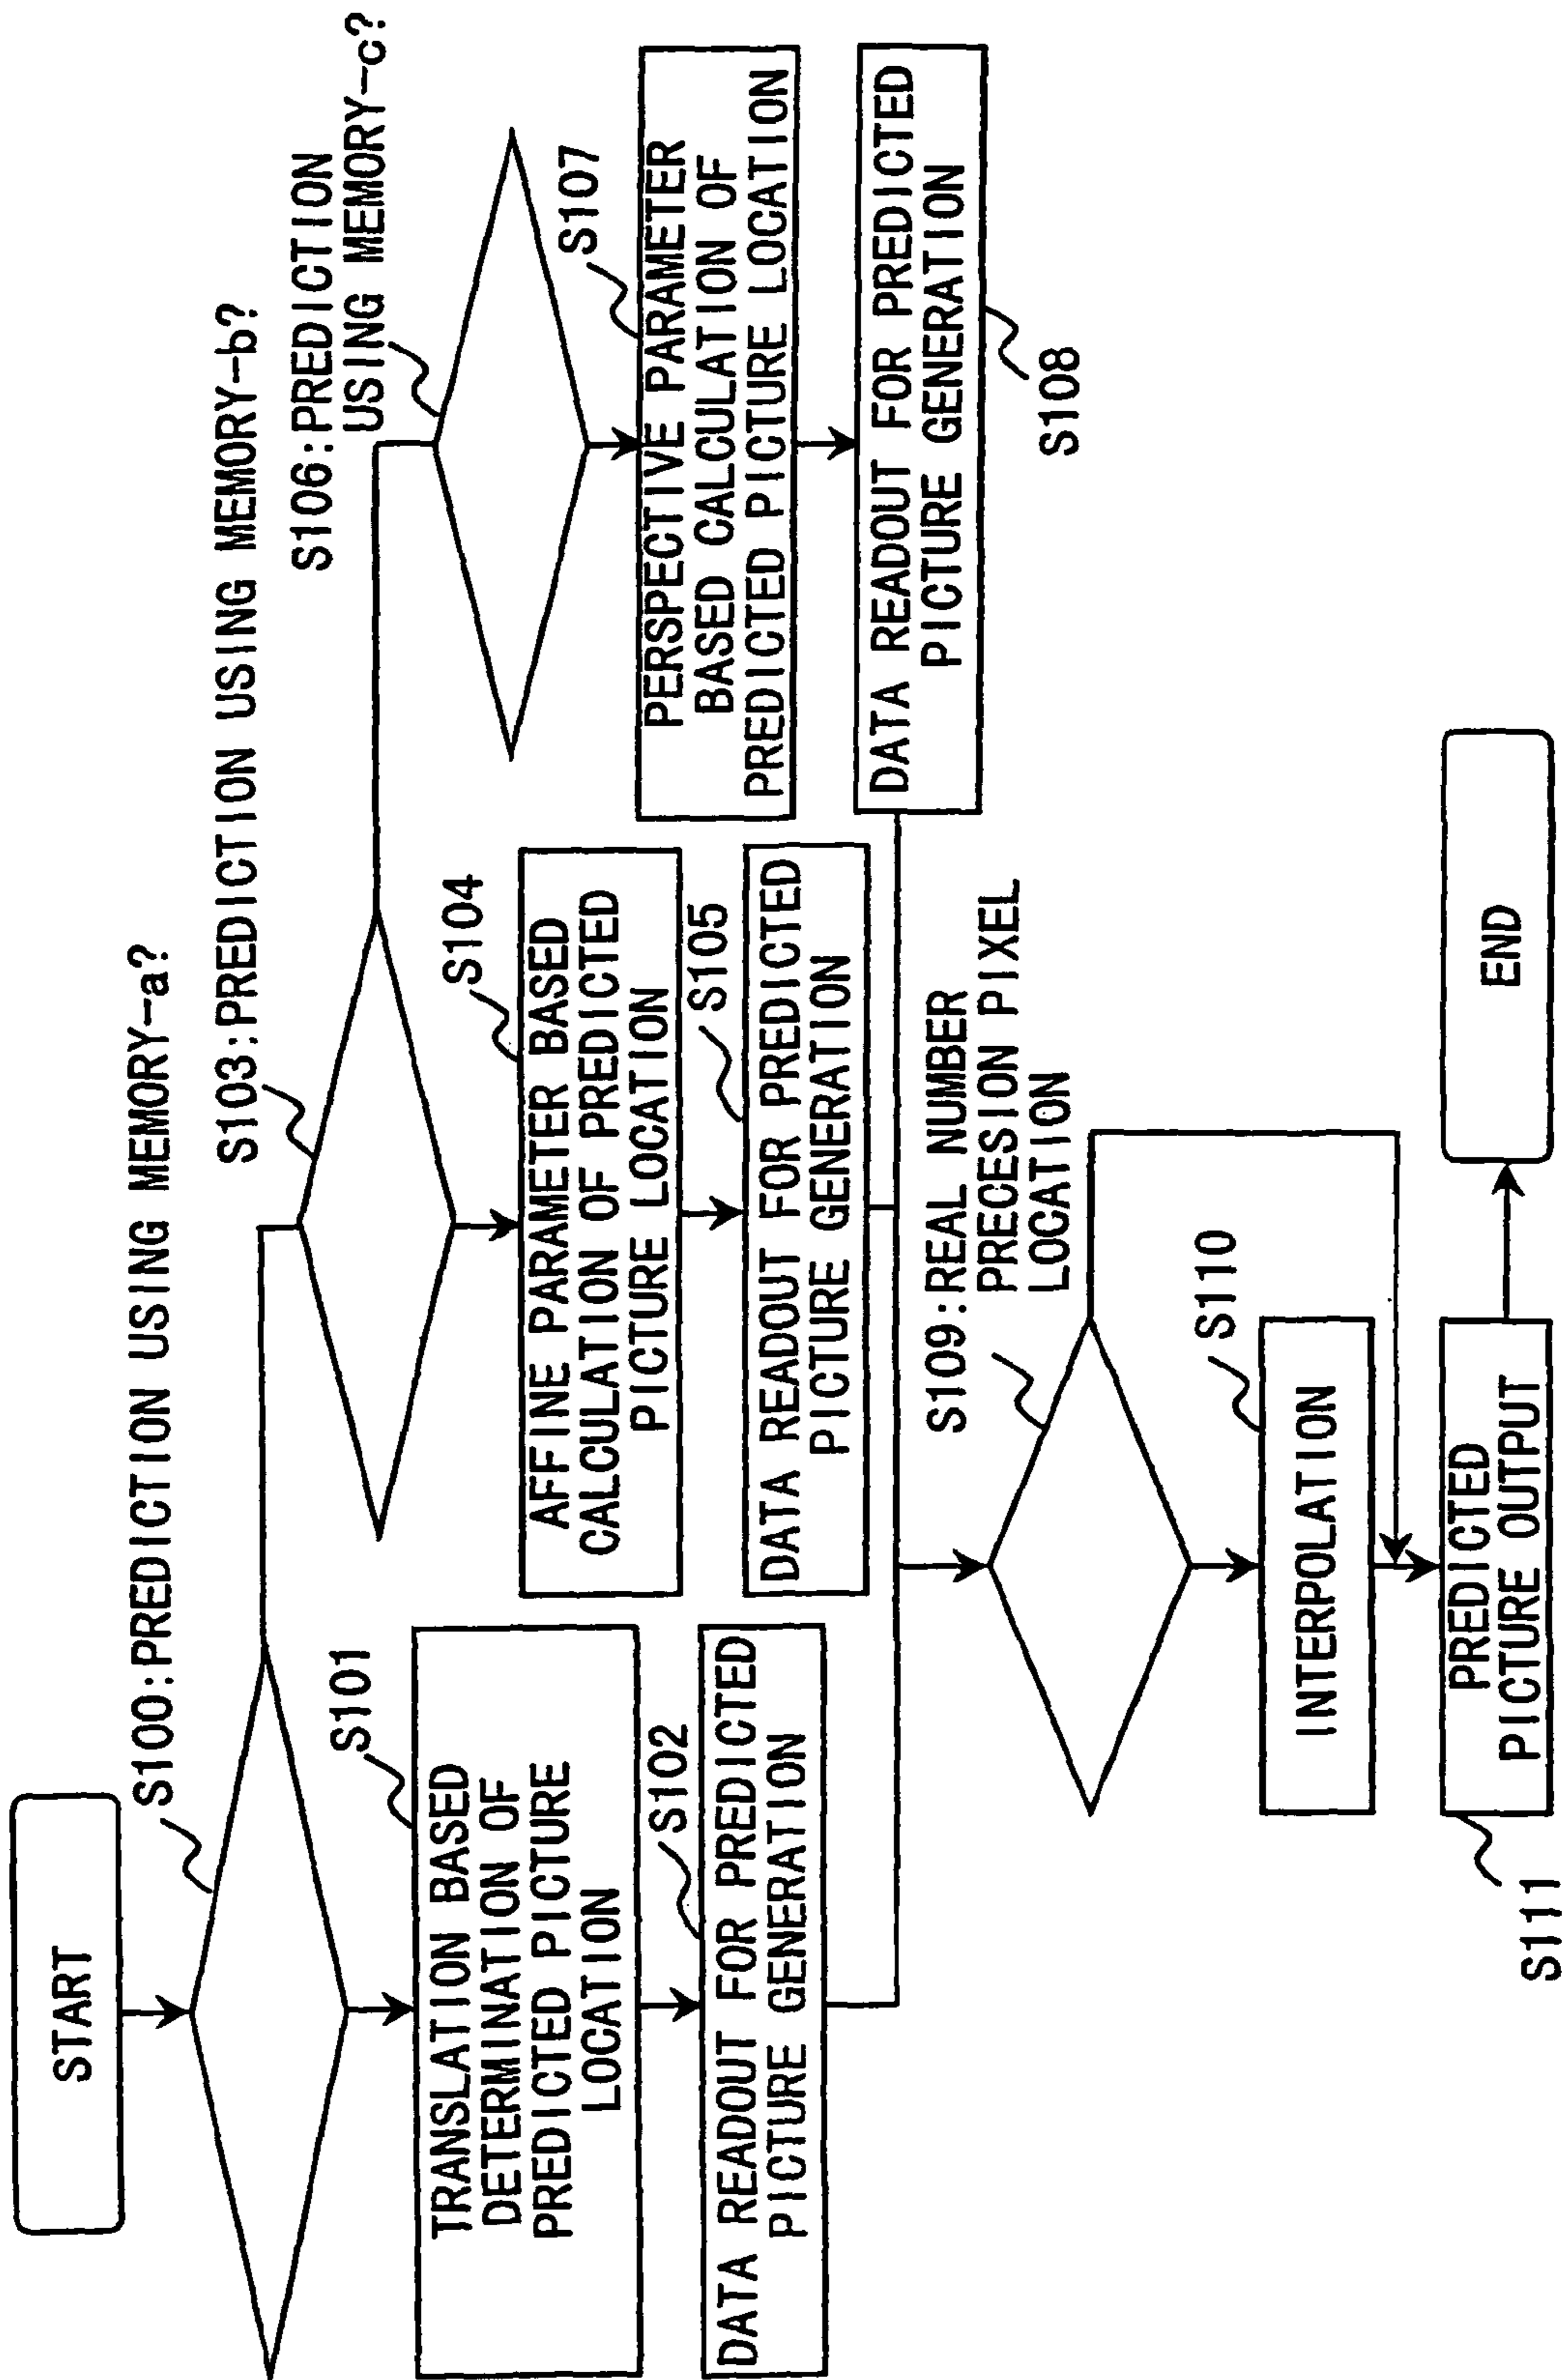 START
S100:PREDICTION USING MEMORY-a?
S101
TRANSLATION BASED
DETERMINATION OF
PREDICTED PICTURE
LOCATION
S102
DATA READOUT FOR PREDICTED
PICTURE GENERATION
S103:PREDICTION USING MEMORY-b?
S104
AFFINE PARAMETER BASED
CALCULATION OF PREDICTED
PICTURE LOCATION
S105
DATA READOUT FOR PREDICTED
PICTURE GENERATION
S106:PREDICTION
USING MEMORY-c?
S107
PERSPECTIVE PARAMETER
BASED CALCULATION OF
PREDICTED PICTURE LOCATION
DATA READOUT FOR PREDICTED
PICTURE GENERATION
S108
S109:REAL NUMBER
PRECESION PIXEL
LOCATION
S110
INTERPOLATION
PREDICTED
PICTURE OUTPUT
S111
END